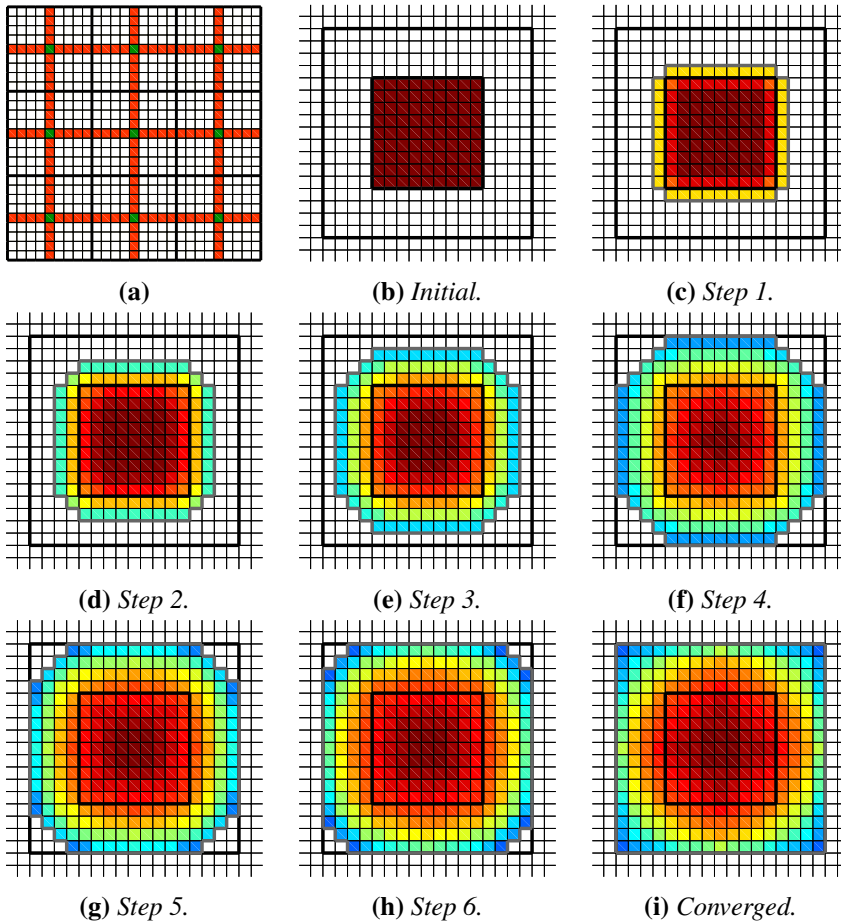 (a) (b) Initial. (c) Step 1.
(d) Step 2. (e) Step 3. (f) Step 4.
(g) Step 5. (h) Step 6. (i) Converged.